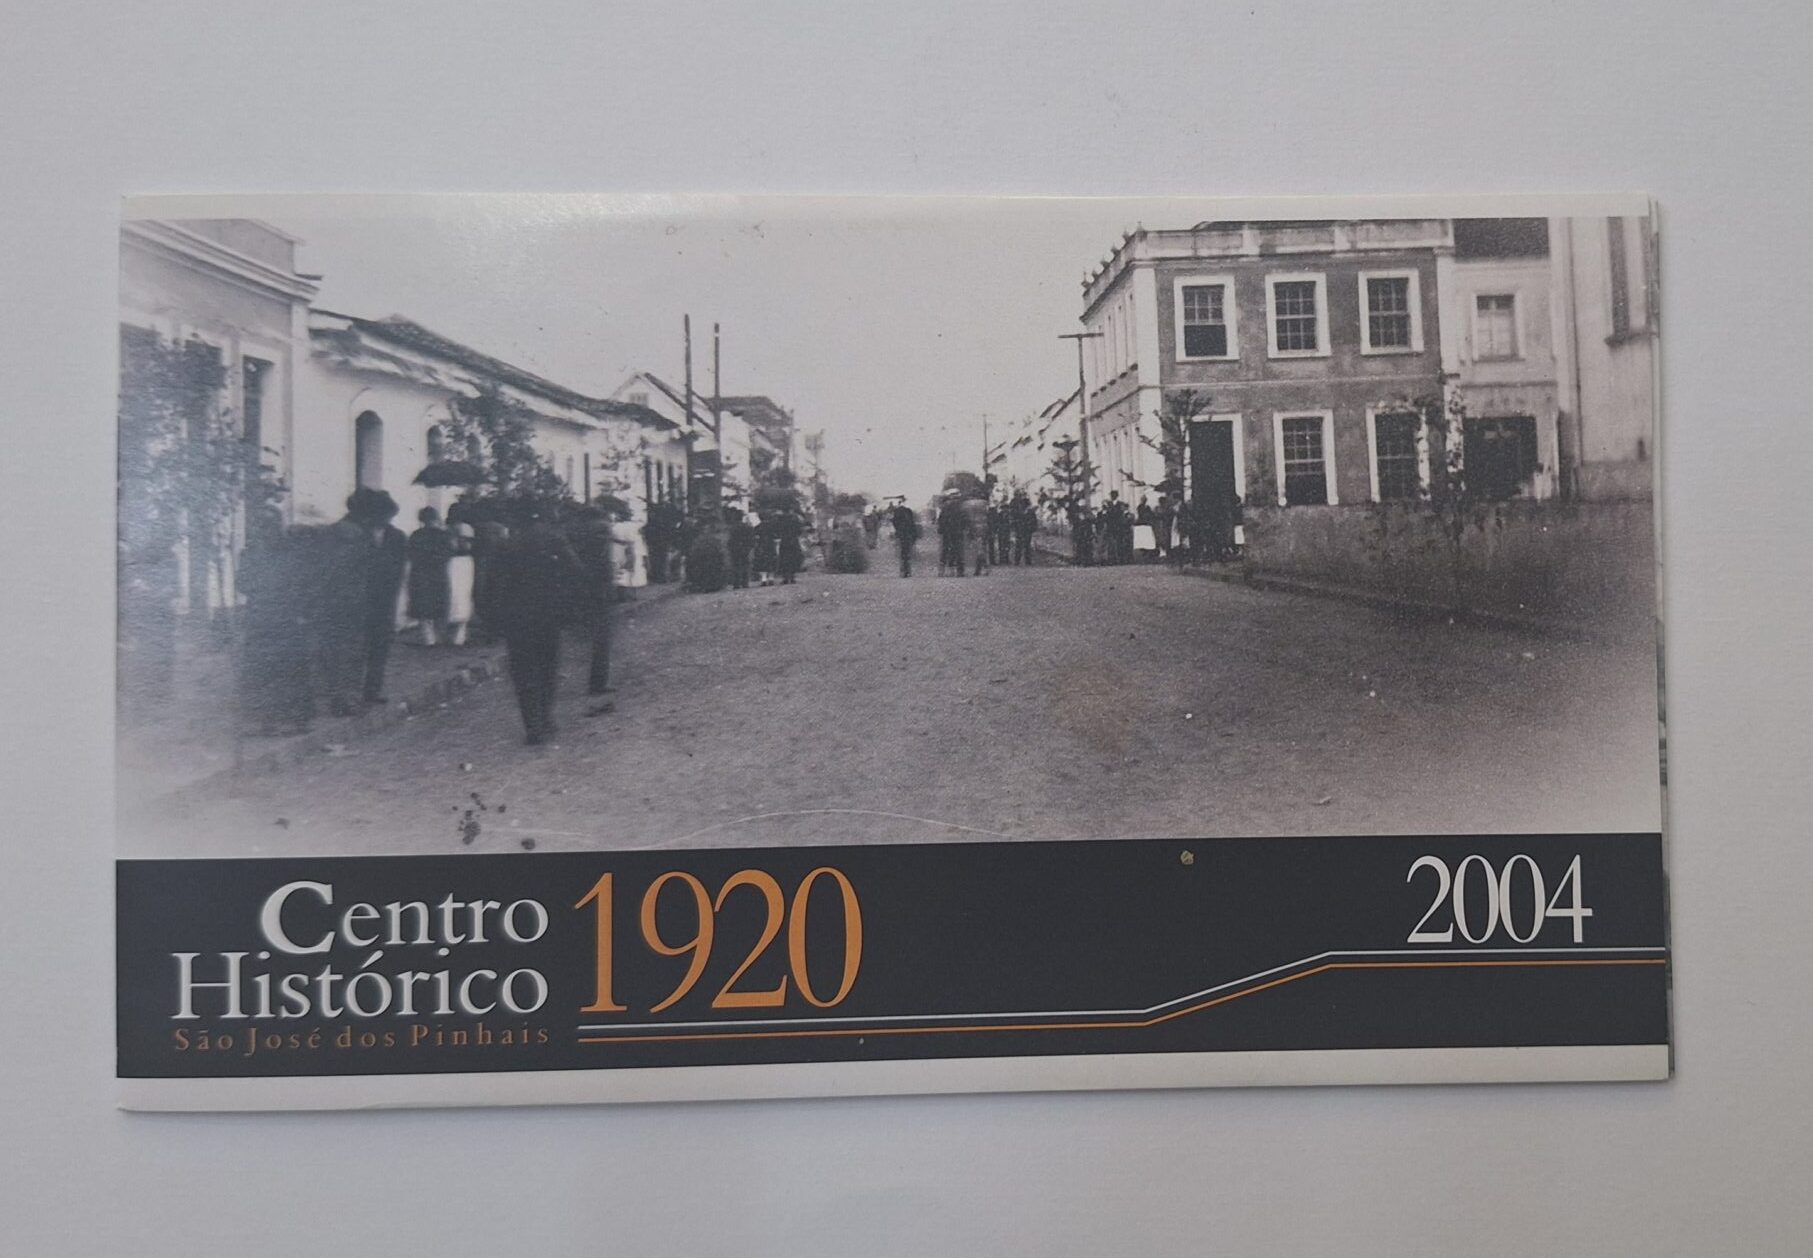 Centro
Histórico
São José dos Pinhais
1920
2004